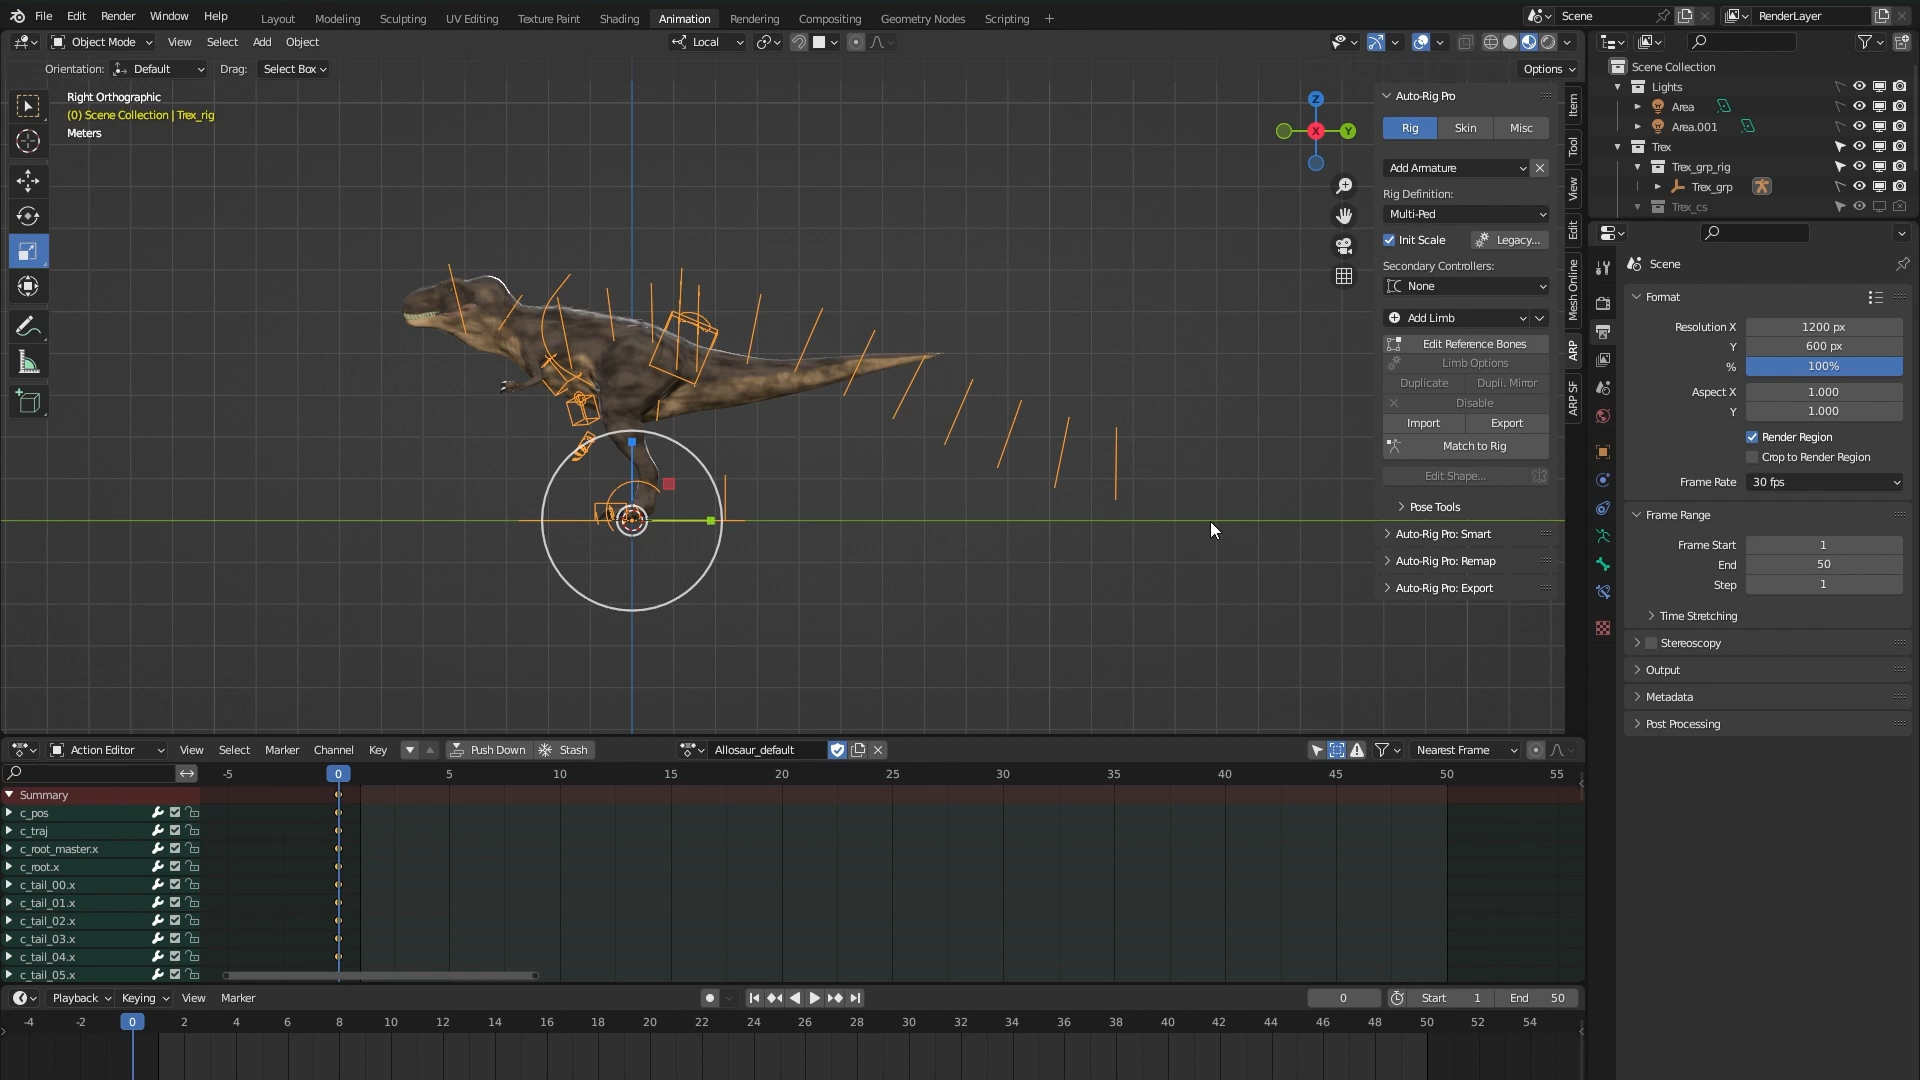 File Edit Render Window Help Layout Modeling Sculpting UV Editing Texture Paint Shading Animation Rendering Compositing Geometry Nodes Scripting + Scene RenderLayer
Object Mode View Select Add Object Local
Orientation: Default Drag: Select Box Options
Right Orthographic
(0) Scene Collection | Trex_rig
Meters
Z
X
Y
Auto-Rig Pro
Rig Skin Misc
Add Armature
Rig Definition:
Multi-Ped
Init Scale Legacy...
Secondary Controllers:
None
Add Limb
Edit Reference Bones
Limb Options
Duplicate Dupli. Mirror
Disable
Import Export
Match to Rig
Edit Shape...
Pose Tools
Auto-Rig Pro: Smart
Auto-Rig Pro: Remap
Auto-Rig Pro: Export
Item
Tool
View
Edit
Mesh Online
ARP
ARP SF
Scene Collection
Lights
Area
Area.001
Trex
Trex_grp_rig
Trex_grp
Trex_cs
Scene
Format
Resolution X 1200 px
Y 600 px
% 100%
Aspect X 1.000
Y 1.000
Render Region
Crop to Render Region
Frame Rate 30 fps
Frame Range
Frame Start 1
End 50
Step 1
Time Stretching
Stereoscopy
Output
Metadata
Post Processing
Action Editor View Select Marker Channel Key Push Down Stash Allosaur_default Nearest Frame
-5 0 5 10 15 20 25 30 35 40 45 50 55
Summary
c_pos
c_traj
c_root_master.x
c_root.x
c_tail_00.x
c_tail_01.x
c_tail_02.x
c_tail_03.x
c_tail_04.x
c_tail_05.x
Playback Keying View Marker 0 Start 1 End 50
-4 -2 0 2 4 6 8 10 12 14 16 18 20 22 24 26 28 30 32 34 36 38 40 42 44 46 48 50 52 54